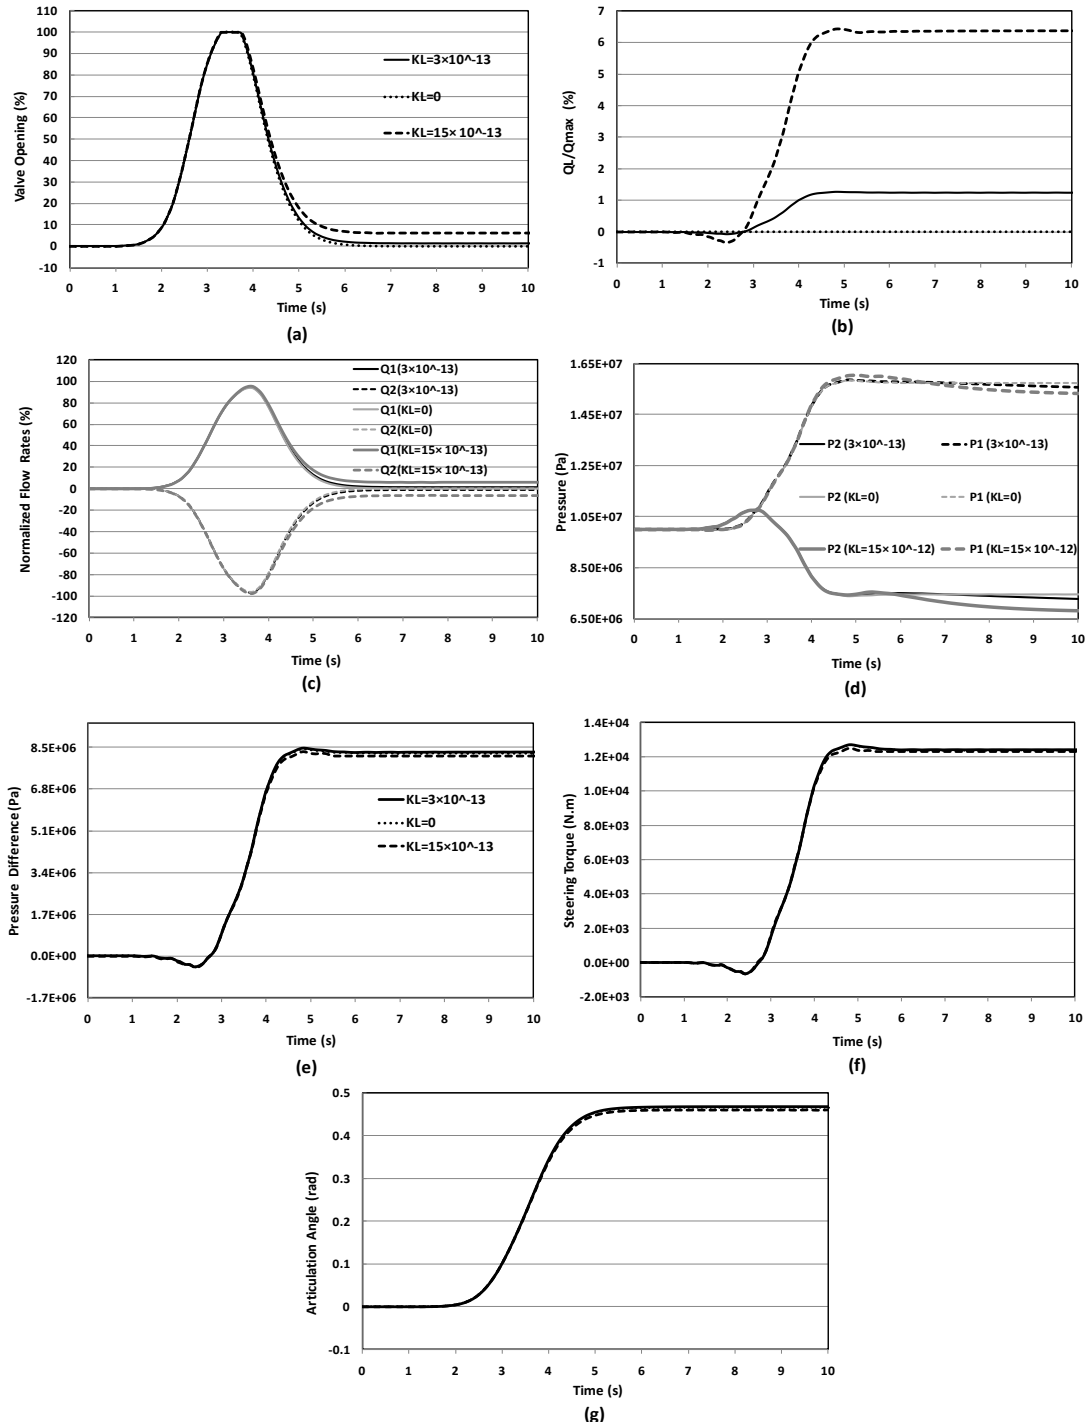 110
100
90
80
70
60
50
40
30
20
10
0
-10
Valve Opening (%)
KL=3×10^-13
KL=0
KL=15×10^-13
0 1 2 3 4 5 6 7 8 9 10
Time (s)
(a)
7
6
5
4
3
2
1
0
-1
QL/Qmax (%)
0 1 2 3 4 5 6 7 8 9 10
Time (s)
(b)
120
100
80
60
40
20
0
-20
-40
-60
-80
-100
-120
Normalized Flow Rates (%)
Q1(3×10^-13)
Q2(3×10^-13)
Q1(KL=0)
Q2(KL=0)
Q1(KL=15×10^-13)
Q2(KL=15×10^-13)
0 1 2 3 4 5 6 7 8 9 10
Time (s)
(c)
1.65E+07
1.45E+07
1.25E+07
1.05E+07
8.50E+06
6.50E+06
Pressure (Pa)
P2 (3×10^-13) P1 (3×10^-13)
P2 (KL=0) P1 (KL=0)
P2 (KL=15×10^-12) P1 (KL=15×10^-12)
0 1 2 3 4 5 6 7 8 9 10
Time (s)
(d)
8.5E+06
6.8E+06
5.1E+06
3.4E+06
1.7E+06
0.0E+00
-1.7E+06
Pressure Difference (Pa)
KL=3×10^-13
KL=0
KL=15×10^-13
0 1 2 3 4 5 6 7 8 9 10
Time (s)
(e)
1.4E+04
1.2E+04
1.0E+04
8.0E+03
6.0E+03
4.0E+03
2.0E+03
0.0E+00
-2.0E+03
Steering Torque (N.m)
0 1 2 3 4 5 6 7 8 9 10
Time (s)
(f)
0.5
0.4
0.3
0.2
0.1
0
-0.1
Articulation Angle (rad)
0 1 2 3 4 5 6 7 8 9 10
Time (s)
(g)